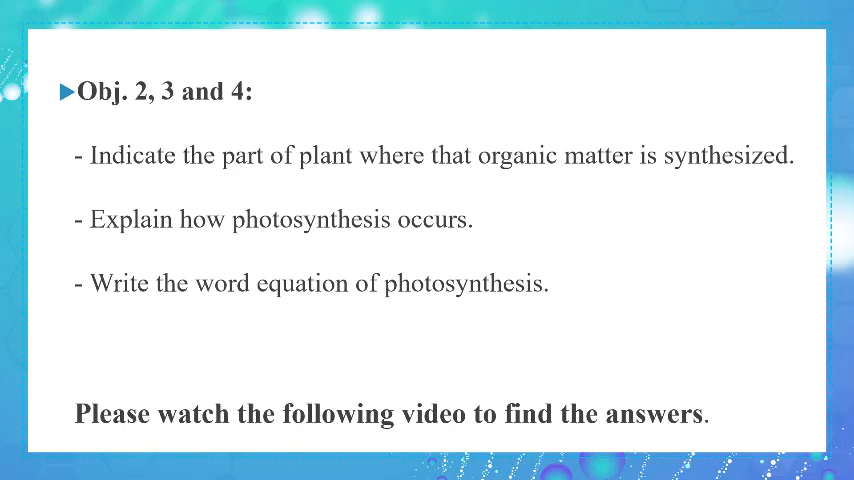 Obj. 2, 3 and 4:
- Indicate the part of plant where that organic matter is synthesized.
- Explain how photosynthesis occurs.
- Write the word equation of photosynthesis.
Please watch the following video to find the answers.